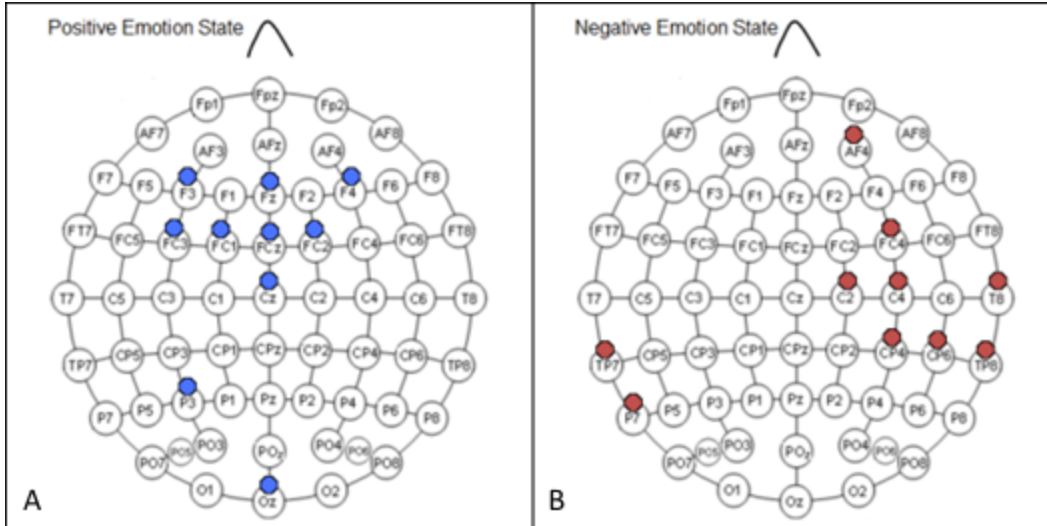 Positive Emotion State
Fpz
Fp1 Fp2
AF7 AFz AF8
AF3 AF4
F7 F5 F3 F1 Fz F2 F4 F6 F8
FT7 FC5 FC3 FC1 FCz FC2 FC4 FC6 FT8
T7 C5 C3 C1 Cz C2 C4 C6 T8
TP7 CP5 CP3 CP1 CPz CP2 CP4 CP6 TP8
P7 P5 P3 P1 Pz P2 P4 P6 P8
PO7 PO5 PO3 POz PO4 PO6 PO8
O1 Oz O2
A
Negative Emotion State
Fpz
Fp1 Fp2
AF7 AFz AF8
AF3 AF4
F7 F5 F3 F1 Fz F2 F4 F6 F8
FT7 FC5 FC3 FC1 FCz FC2 FC4 FC6 FT8
T7 C5 C3 C1 Cz C2 C4 C6 T8
TP7 CP5 CP3 CP1 CPz CP2 CP4 CP6 TP8
P7 P5 P3 P1 Pz P2 P4 P6 P8
PO7 PO5 PO3 POz PO4 PO6 PO8
O1 Oz O2
B